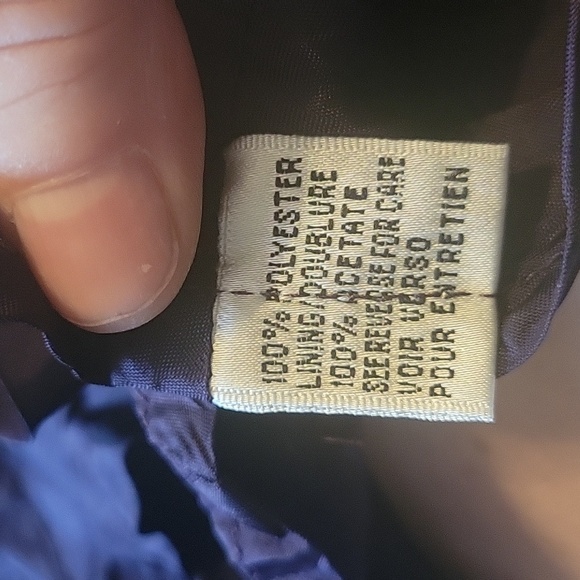 100% POLYESTER
LINING/DOUBLURE
100% ACETATE
SEE REVERSE FOR CARE
VOIR VERSO
POUR ENTRETIEN